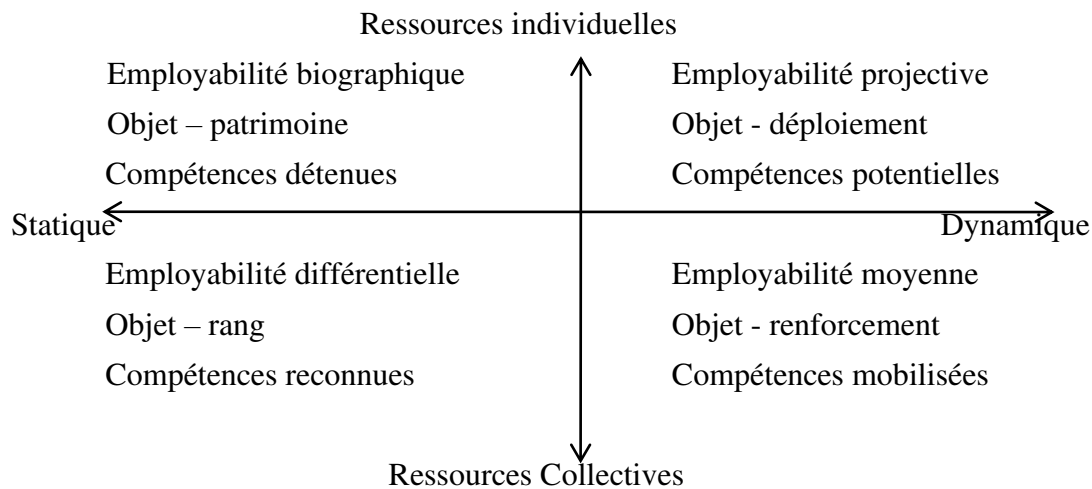 Ressources individuelles
Employabilité biographique
Objet – patrimoine
Compétences détenues
Employabilité projective
Objet - déploiement
Compétences potentielles
Statique
Dynamique
Employabilité différentielle
Objet – rang
Compétences reconnues
Employabilité moyenne
Objet - renforcement
Compétences mobilisées
Ressources Collectives